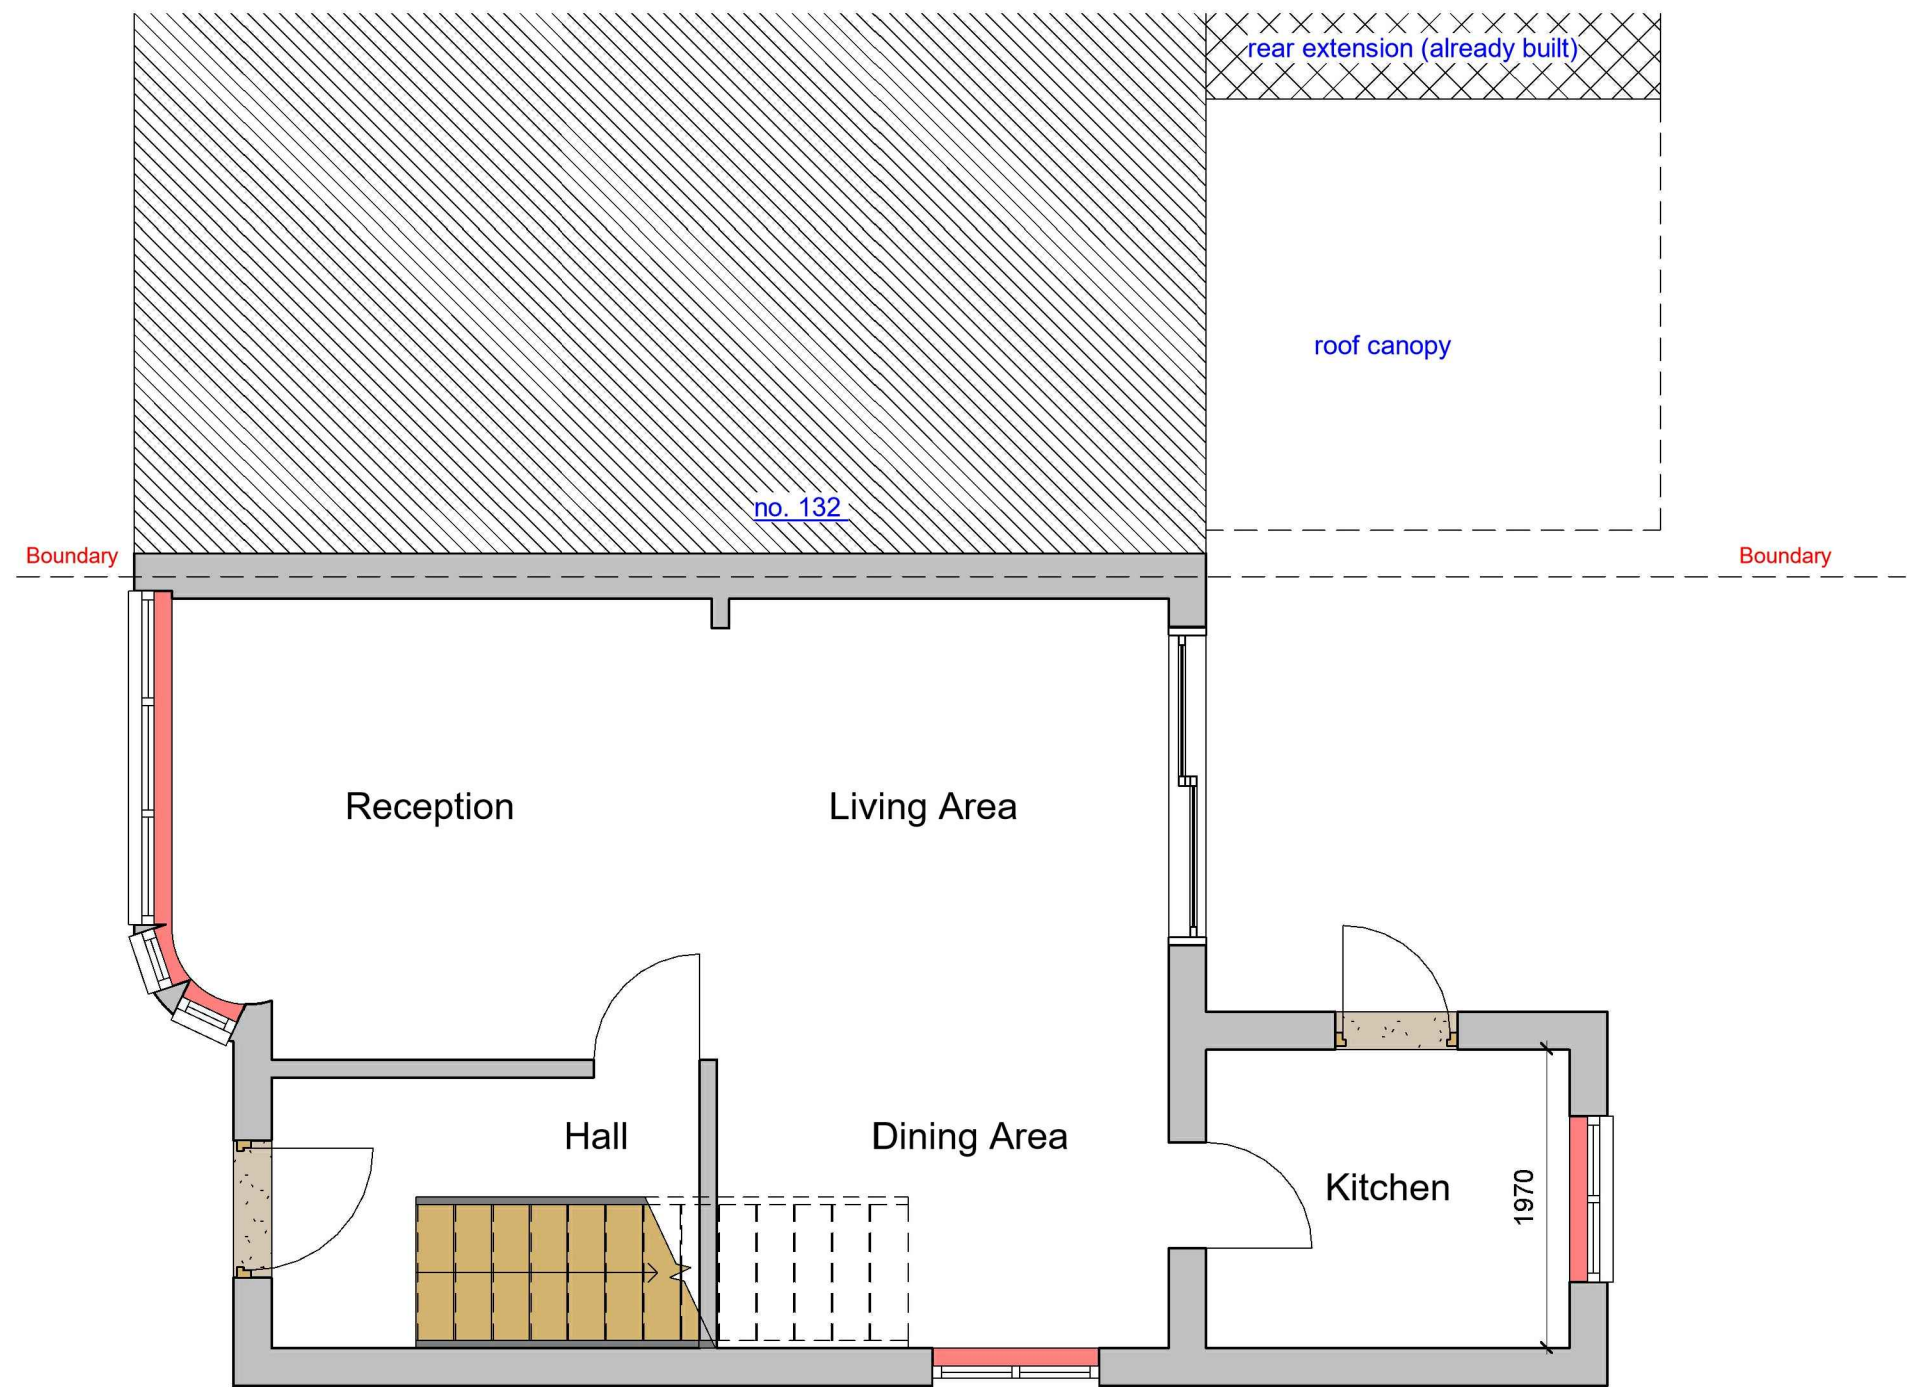 rear extension (already built)
roof canopy
no. 132
Boundary
Boundary
Reception
Living Area
Hall
Dining Area
Kitchen
1970